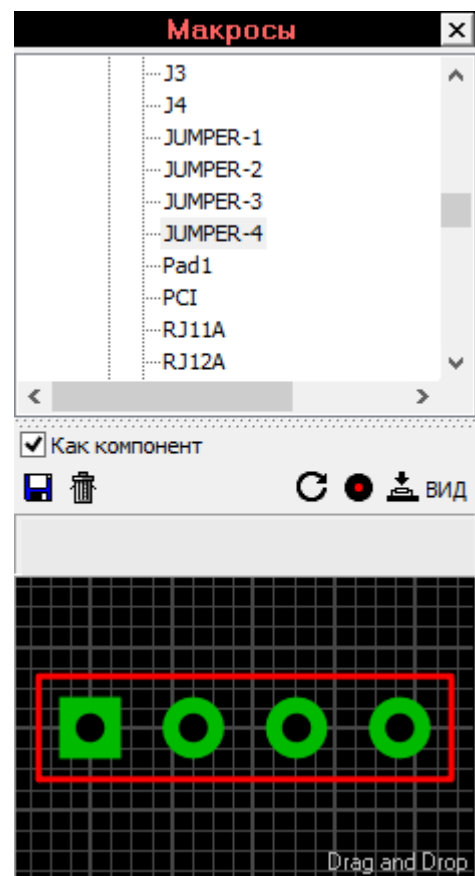 Макросы
J3
J4
JUMPER-1
JUMPER-2
JUMPER-3
JUMPER-4
Pad1
PCI
RJ11A
RJ12A
Как компонент
ВИД
Drag and Drop